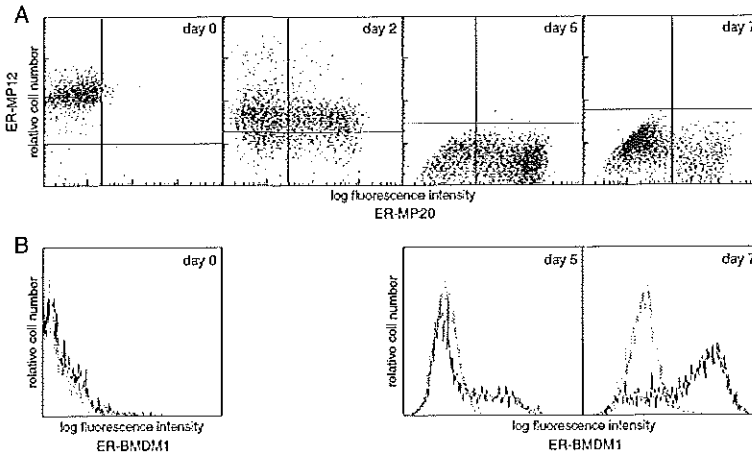 A
day 0
day 2
day 5
day 7
ER-MP12
relative cell number
log fluorescence intensity
ER-MP20
B
day 0
day 5
day 7
relative cell number
relative cell number
log fluorescence intensity
ER-BMDM1
log fluorescence intensity
ER-BMDM1